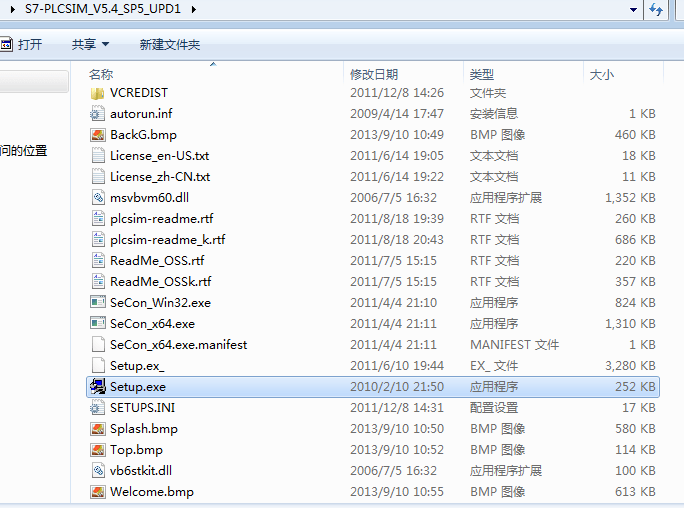 S7-PLCSIM_V5.4_SP5_UPD1
打开 共享 新建文件夹
名称 修改日期 类型 大小
VCREDIST 2011/12/8 14:26 文件夹
autorun.inf 2009/4/14 17:47 安装信息 1 KB
BackG.bmp 2013/9/10 10:49 BMP 图像 460 KB
问的位置
License_en-US.txt 2011/6/14 19:05 文本文档 18 KB
License_zh-CN.txt 2011/6/14 19:22 文本文档 11 KB
msvbvm60.dll 2006/7/5 16:32 应用程序扩展 1,352 KB
plcsim-readme.rtf 2011/8/18 19:39 RTF 文档 260 KB
plcsim-readme_k.rtf 2011/8/18 20:43 RTF 文档 686 KB
ReadMe_OSS.rtf 2011/7/5 15:15 RTF 文档 220 KB
ReadMe_OSSk.rtf 2011/7/5 15:15 RTF 文档 357 KB
SeCon_Win32.exe 2011/4/4 21:10 应用程序 824 KB
SeCon_x64.exe 2011/4/4 21:11 应用程序 1,310 KB
SeCon_x64.exe.manifest 2011/4/4 21:11 MANIFEST 文件 1 KB
Setup.ex_ 2011/6/10 19:44 EX_ 文件 3,280 KB
Setup.exe 2010/2/10 21:50 应用程序 252 KB
SETUPS.INI 2011/12/8 14:31 配置设置 17 KB
Splash.bmp 2013/9/10 10:50 BMP 图像 580 KB
Top.bmp 2013/9/10 10:52 BMP 图像 114 KB
vb6stkit.dll 2006/7/5 16:32 应用程序扩展 100 KB
Welcome.bmp 2013/9/10 10:55 BMP 图像 613 KB